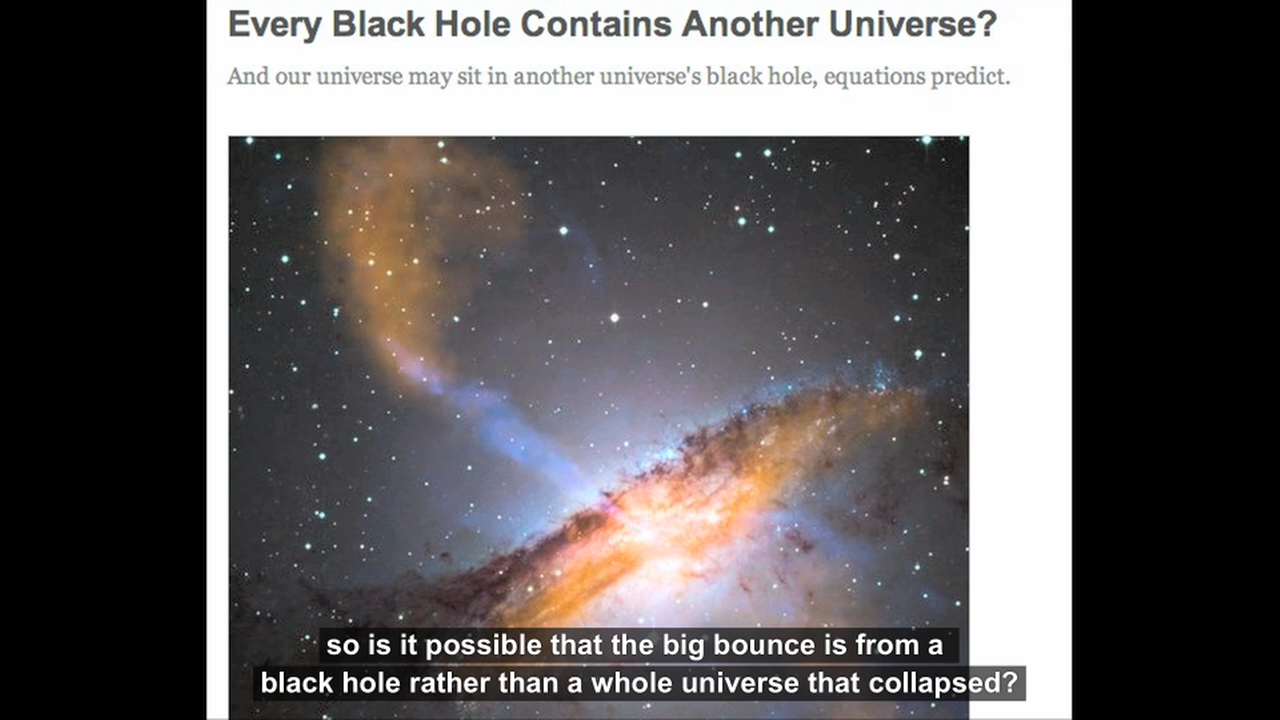 Every Black Hole Contains Another Universe?
And our universe may sit in another universe's black hole, equations predict.
so is it possible that the big bounce is from a
black hole rather than a whole universe that collapsed?